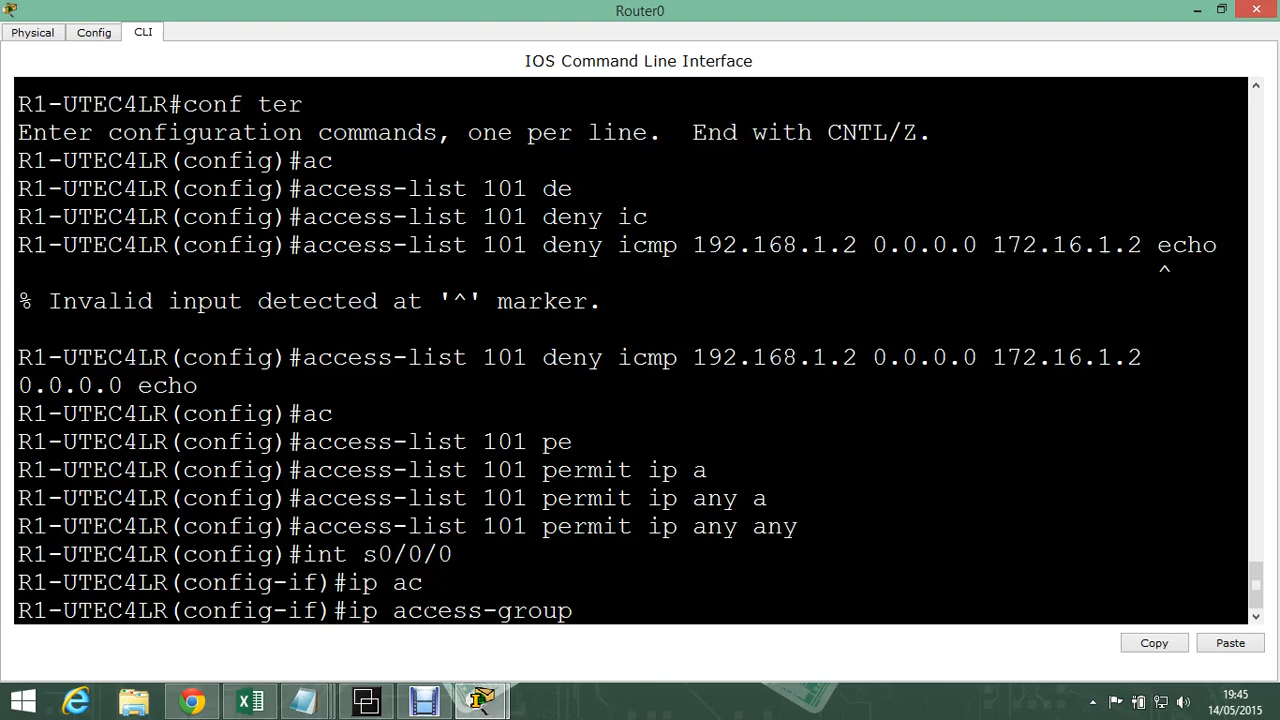 Router0
Physical
Config
CLI
IOS Command Line Interface
R1-UTEC4LR#conf ter
Enter configuration commands, one per line.  End with CNTL/Z.
R1-UTEC4LR(config)#ac
R1-UTEC4LR(config)#access-list 101 de
R1-UTEC4LR(config)#access-list 101 deny ic
R1-UTEC4LR(config)#access-list 101 deny icmp 192.168.1.2 0.0.0.0 172.16.1.2 echo
^
% Invalid input detected at '^' marker.
R1-UTEC4LR(config)#access-list 101 deny icmp 192.168.1.2 0.0.0.0 172.16.1.2
0.0.0.0 echo
R1-UTEC4LR(config)#ac
R1-UTEC4LR(config)#access-list 101 pe
R1-UTEC4LR(config)#access-list 101 permit ip a
R1-UTEC4LR(config)#access-list 101 permit ip any a
R1-UTEC4LR(config)#access-list 101 permit ip any any
R1-UTEC4LR(config)#int s0/0/0
R1-UTEC4LR(config-if)#ip ac
R1-UTEC4LR(config-if)#ip access-group
Copy
Paste
19:45
14/05/2015